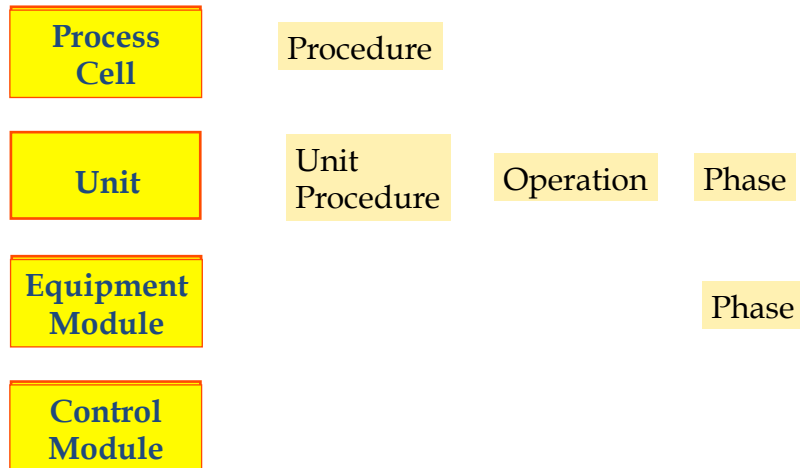 Process
Cell
Procedure
Unit
Unit
Procedure
Operation
Phase
Equipment
Module
Phase
Control
Module